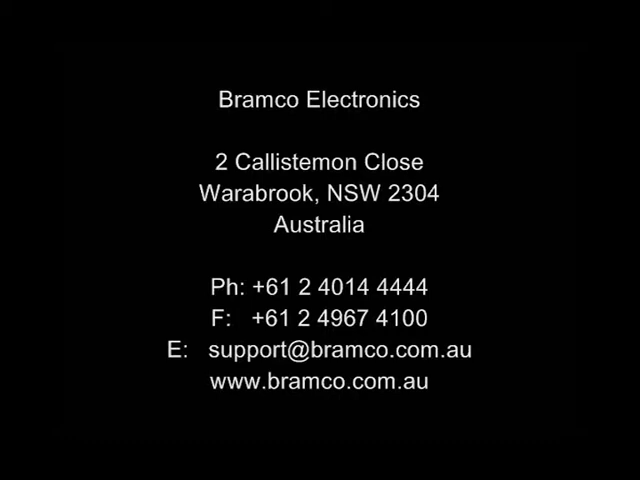 Bramco Electronics
2 Callistemon Close
Warabrook, NSW 2304
Australia
Ph: +61 2 4014 4444
F: +61 2 4967 4100
E: support@bramco.com.au
www.bramco.com.au